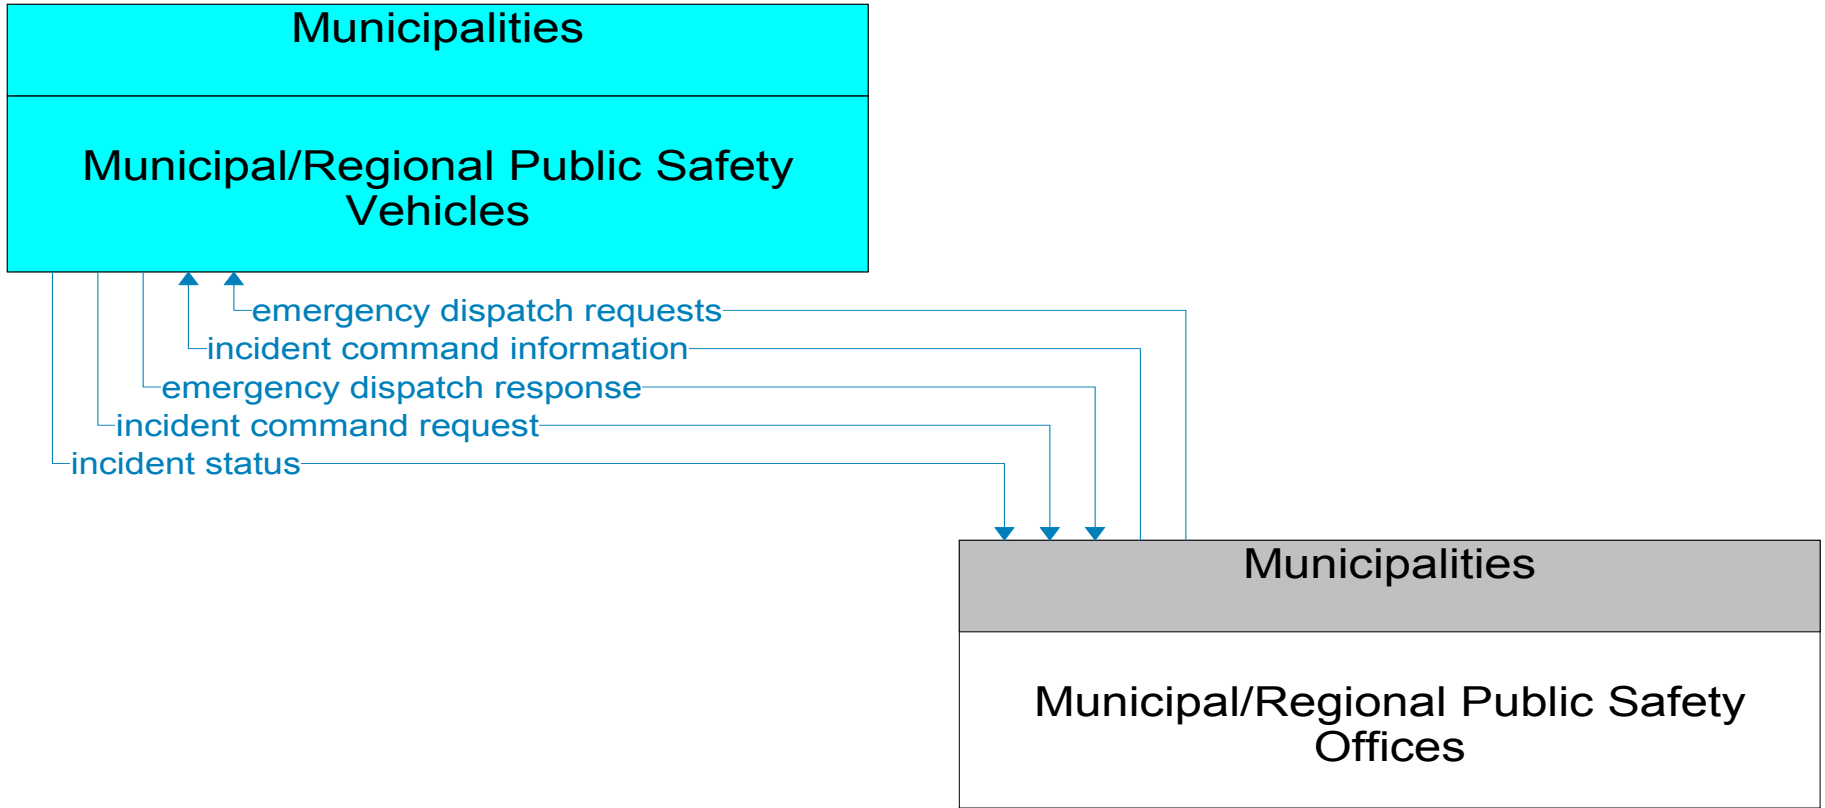 Municipalities
Municipal/Regional Public Safety
Vehicles
emergency dispatch requests
incident command information
emergency dispatch response
incident command request
incident status
Municipalities
Municipal/Regional Public Safety
Offices